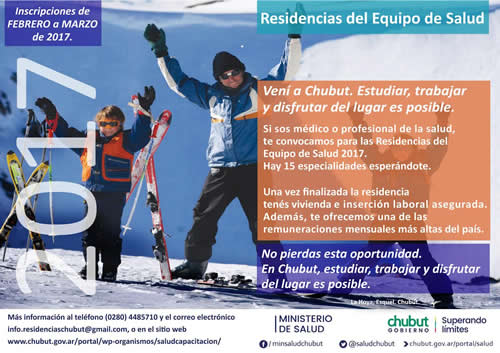 Inscripciones de
FEBRERO a MARZO
de 2017.
Residencias del Equipo de Salud
2017
Vení a Chubut. Estudiar, trabajar
y disfrutar del lugar es posible.
Si sos médico o profesional de la salud,
te convocamos para las Residencias del
Equipo de Salud 2017.
Hay 15 especialidades esperándote.
Una vez finalizada la residencia
tenés vivienda e inserción laboral asegurada.
Además, te ofrecemos una de las
remuneraciones mensuales más altas del país.
No pierdas esta oportunidad.
En Chubut, estudiar, trabajar y disfrutar
del lugar es posible.
La Hoya, Esquel. Chubut.
Más información al teléfono (0280) 4485710 y el correo electrónico
info.residenciaschubut@gmail.com, o en el sitio web
www.chubut.gov.ar/portal/wp-organismos/saludcapacitacion/
MINISTERIO
DE SALUD
chubut
GOBIERNO
Superando
límites
/minsaludchubut
@saludchubut
chubut.gov.ar/portal/salud